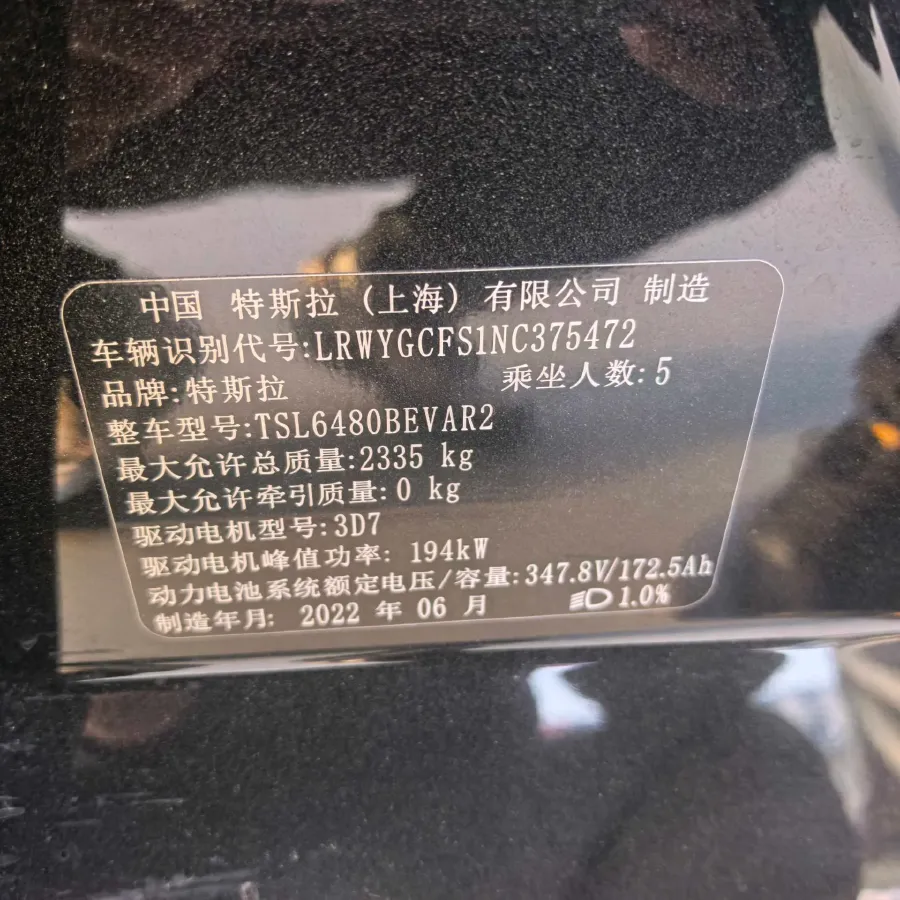 中国 特斯拉 (上海) 有限公司 制造
车辆识别代号:LRWYGCFS1NC375472
品牌:特斯拉 乘坐人数:5
整车型号:TSL6480BEVAR2
最大允许总质量:2335 kg
最大允许牵引质量: 0 kg
驱动电机型号:3D7
驱动电机峰值功率: 194kW
动力电池系统额定电压/容量:347.8V/172.5Ah
制造年月: 2022 年 06 月 1.0%